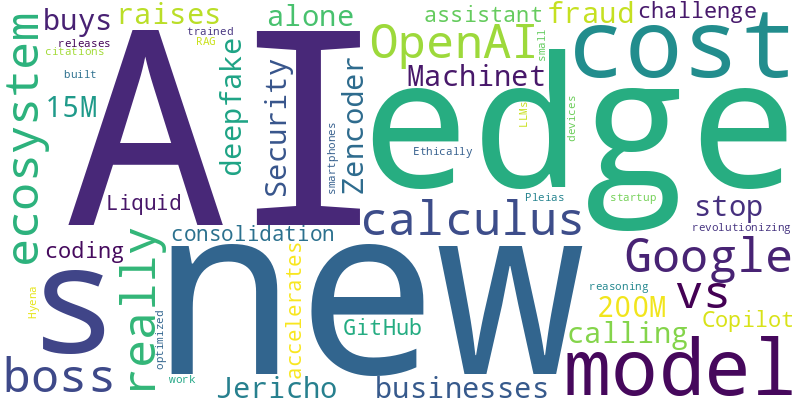 buys
raises
alone
assistant
fraud
challenge
releases
trained
RAG
citations
built
15M
ecosystem
AI
deepfake
Security
smartphones
Zencoder
OpenAI
Machinet
small
cost
edge
LLMs
devices
Ethically
Pleias
startup
stop
revolutionizing
Liquid
calculus
coding
consolidation
really
new
s
Hyena
optimized
accelerates
GitHub
Google
vs
reasoning
200M
Copilot
calling
model
boss
work
Jericho
businesses